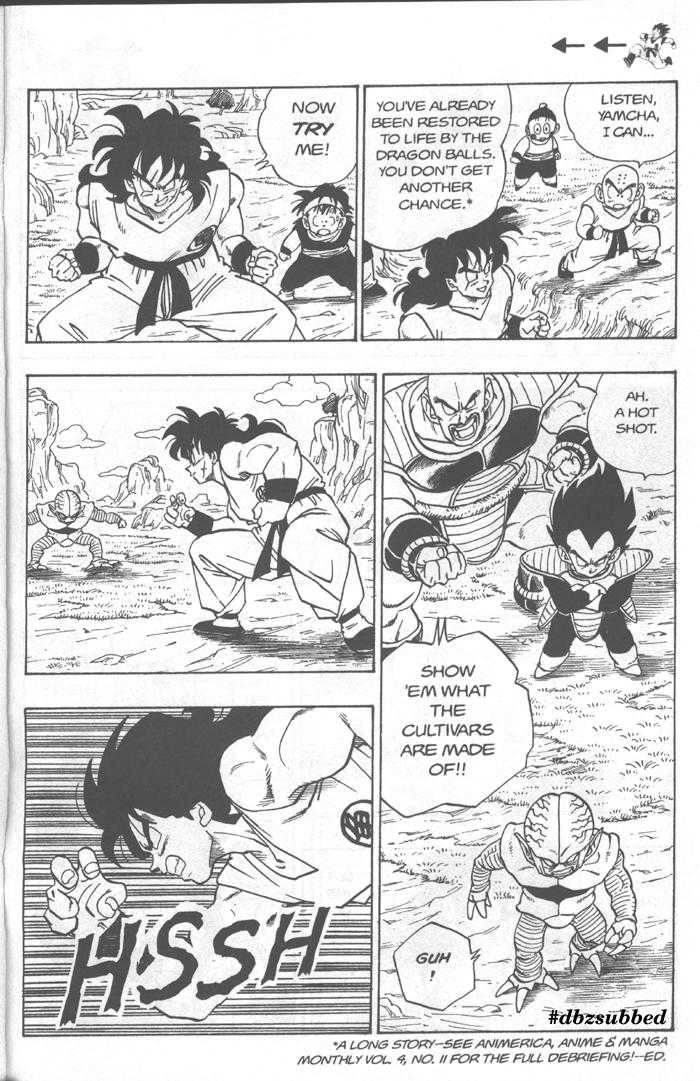 LISTEN,
YAMCHA,
I CAN...
YOU'VE ALREADY
BEEN RESTORED
TO LIFE BY THE
DRAGON BALLS.
YOU DON'T GET
ANOTHER
CHANCE.*
NOW
TRY
ME!
AH.
A HOT
SHOT.
SHOW
'EM WHAT
THE
CULTIVARS
ARE MADE
OF!!
GUH
!
HSSH
#dbzsubbed
*A LONG STORY--SEE ANIMERICA, ANIME & MANGA
MONTHLY VOL. 4, NO. 11 FOR THE FULL DEBRIEFING!--ED.